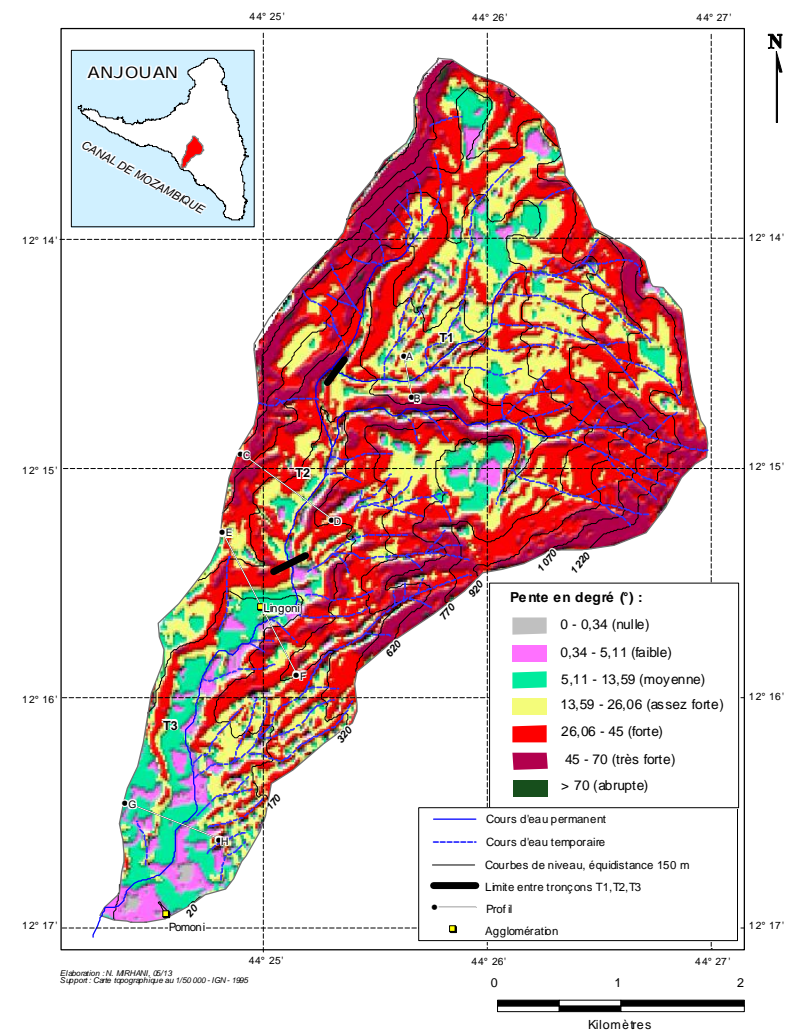 44° 25'
44° 26'
44° 27'
N
ANJOUAN
CANAL DE MOZAMBIQUE
12° 14'
12° 14'
T1
A
B
C
12° 15'
12° 15'
T2
D
E
1 070
1 220
920
770
620
Lingoni
F
12° 16'
12° 16'
T3
320
170
G
H
20
Pomoni
12° 17'
12° 17'
Pente en degré (°) :
0 - 0,34 (nulle)
0,34 - 5,11 (faible)
5,11 - 13,59 (moyenne)
13,59 - 26,06 (assez forte)
26,06 - 45 (forte)
45 - 70 (très forte)
> 70 (abrupte)
Cours d'eau permanent
Cours d'eau temporaire
Courbes de niveau, équidistance 150 m
Limite entre tronçons T1,T2,T3
Profil
Agglomération
44° 25'
44° 26'
44° 27'
Elaboration : N. MIRHANI, 05/13
Support : Carte topographique au 1/50 000 - IGN - 1995
0 1 2
Kilomètres